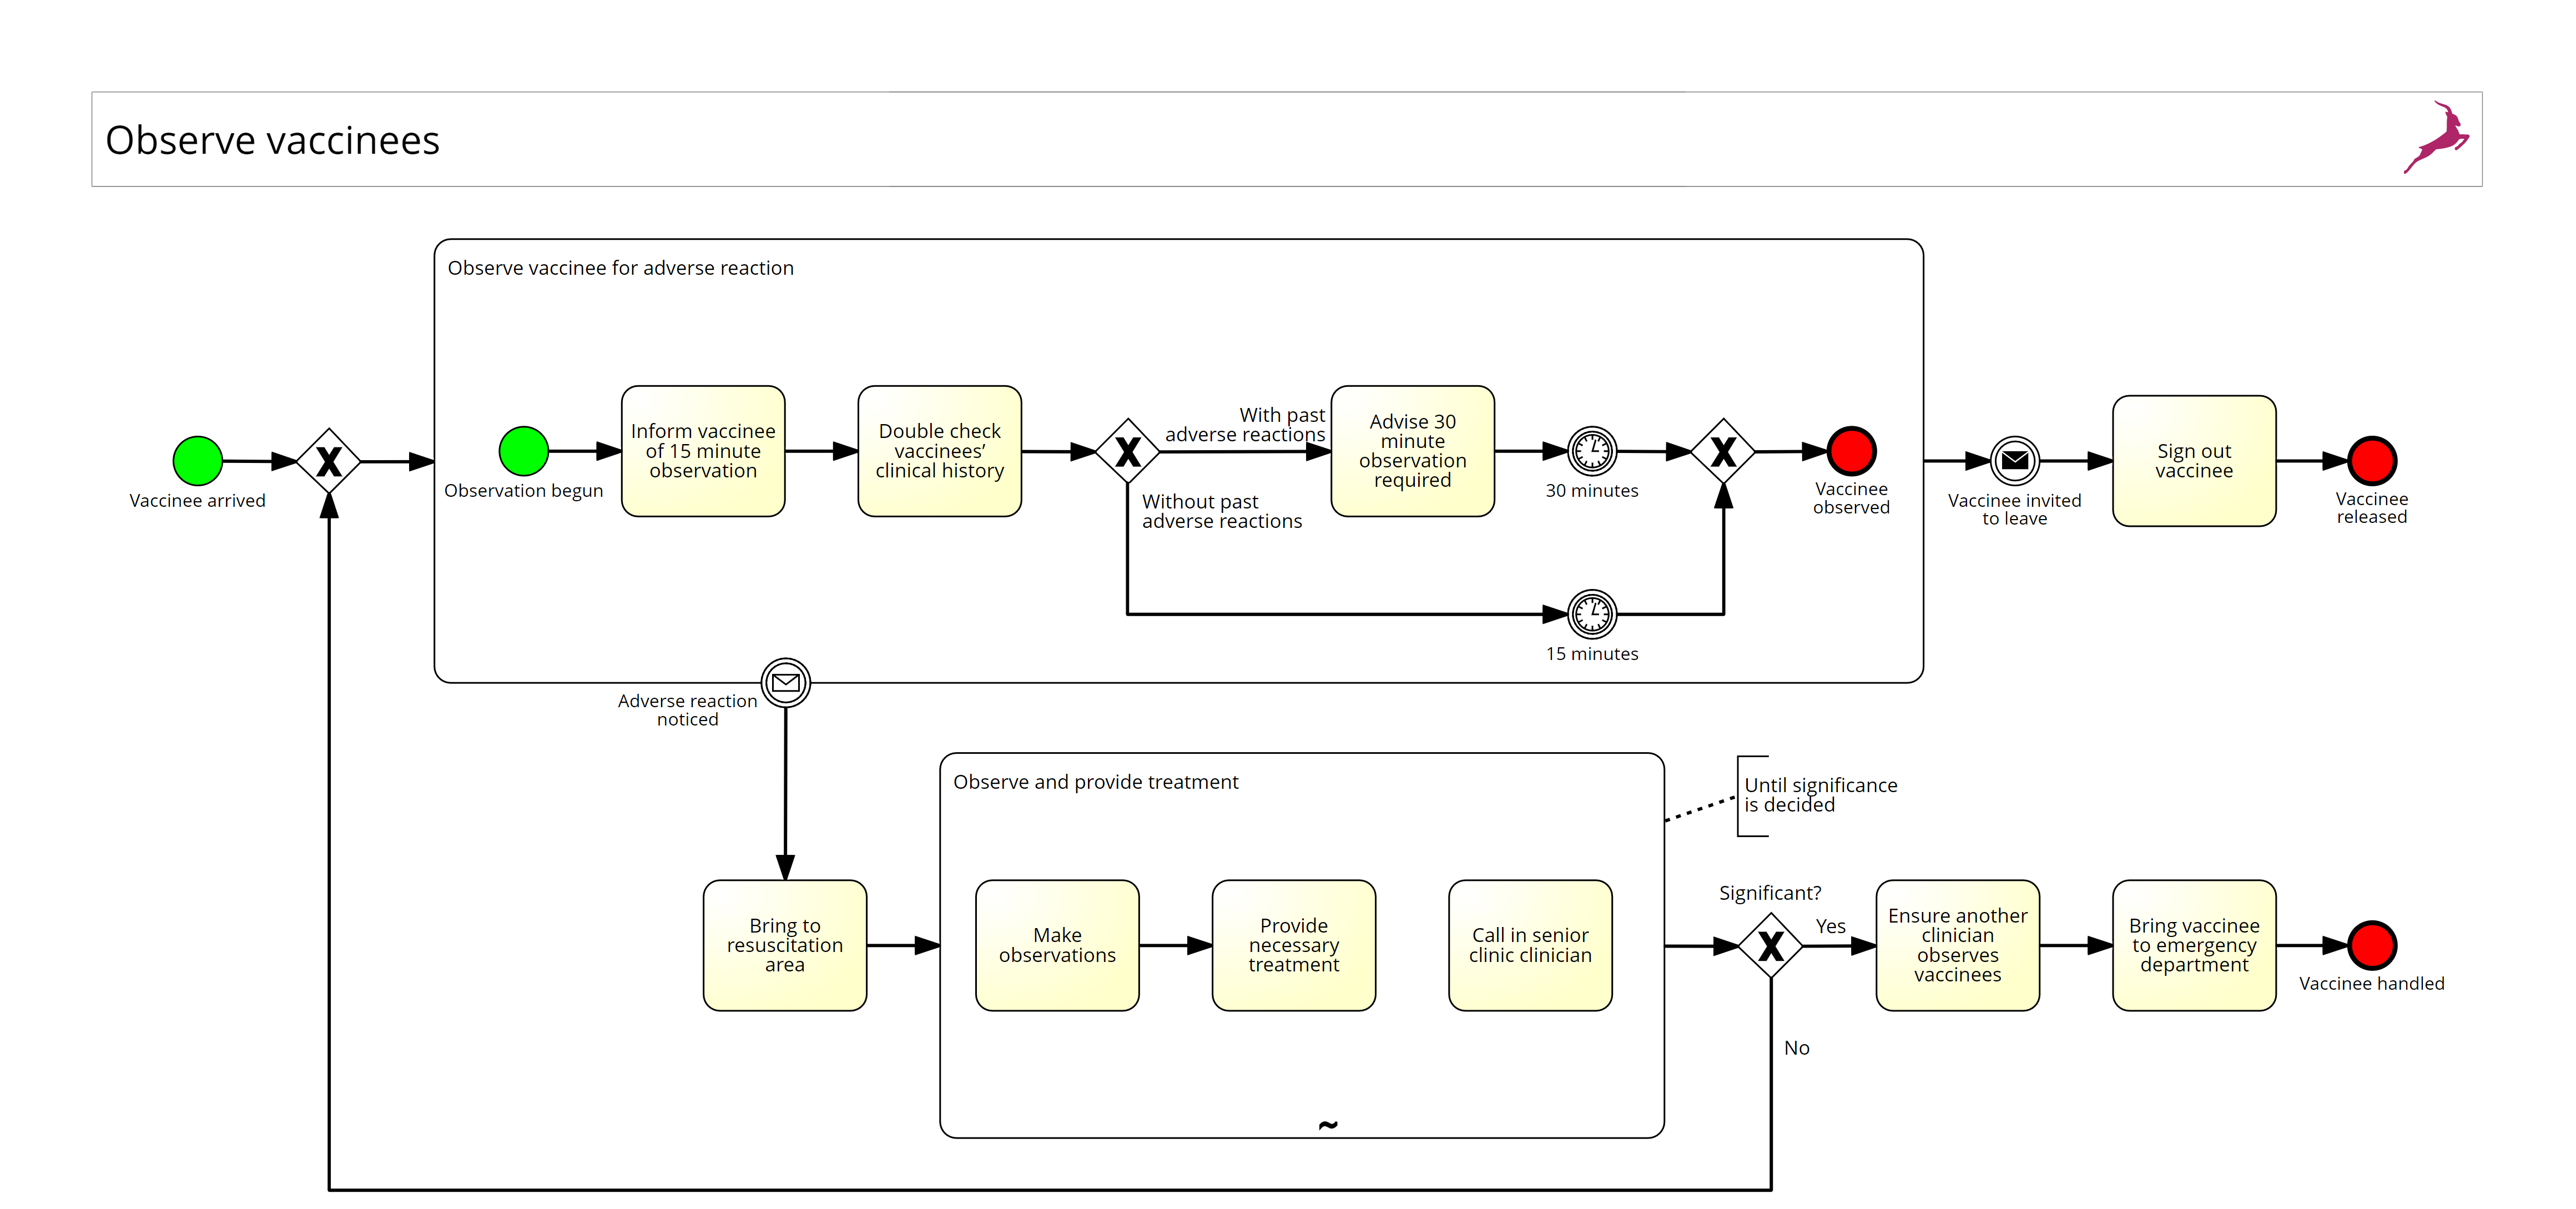 Observe vaccinees
Observe vaccinee for adverse reaction
Vaccinee arrived
Observation begun
Inform vaccinee
of 15 minute
observation
Double check
vaccinees’
clinical history
With past
adverse reactions
Without past
adverse reactions
Advise 30
minute
observation
required
30 minutes
15 minutes
Vaccinee
observed
Vaccinee invited
to leave
Sign out
vaccinee
Vaccinee
released
Adverse reaction
noticed
Bring to
resuscitation
area
Observe and provide treatment
Until significance
is decided
Make
observations
Provide
necessary
treatment
Call in senior
clinic clinician
Significant?
Yes
No
Ensure another
clinician
observes
vaccinees
Bring vaccinee
to emergency
department
Vaccinee handled